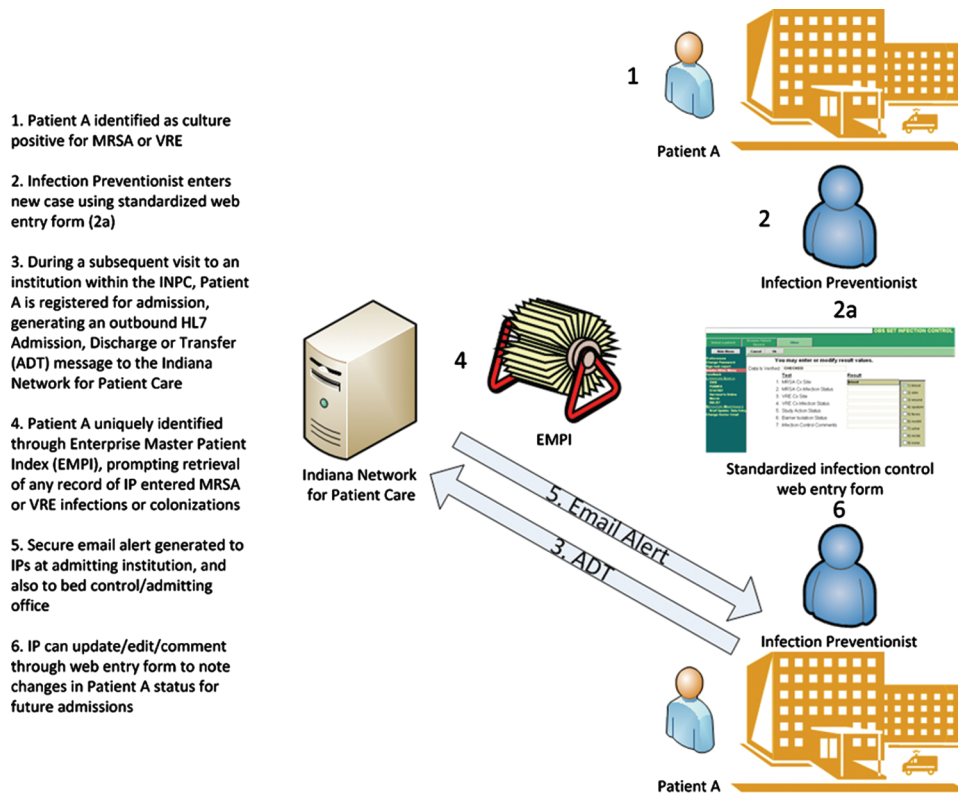 1. Patient A identified as culture
positive for MRSA or VRE
2. Infection Preventionist enters
new case using standardized web
entry form (2a)
3. During a subsequent visit to an
institution within the INPC, Patient
A is registered for admission,
generating an outbound HL7
Admission, Discharge or Transfer
(ADT) message to the Indiana
Network for Patient Care
4. Patient A uniquely identified
through Enterprise Master Patient
Index (EMPI), prompting retrieval
of any record of IP entered MRSA
or VRE infections or colonizations
5. Secure email alert generated to
IPs at admitting institution, and
also to bed control/admitting
office
6. IP can update/edit/comment
through web entry form to note
changes in Patient A status for
future admissions
1
Patient A
2
Infection Preventionist
2a
DBS SET INFECTION CONTROL
You may enter or modify result values.
Test
Result
1 MRSA Cx Site
2 MRSA Cx Infection Status
3 VRE Cx Site
4 VRE Cx Infection Status
5 Study Action Status
6 Barrier Isolation Status
7 Infection Control Comments
Standardized infection control
web entry form
4
EMPI
Indiana Network
for Patient Care
5. Email Alert
3. ADT
6
Infection Preventionist
Patient A